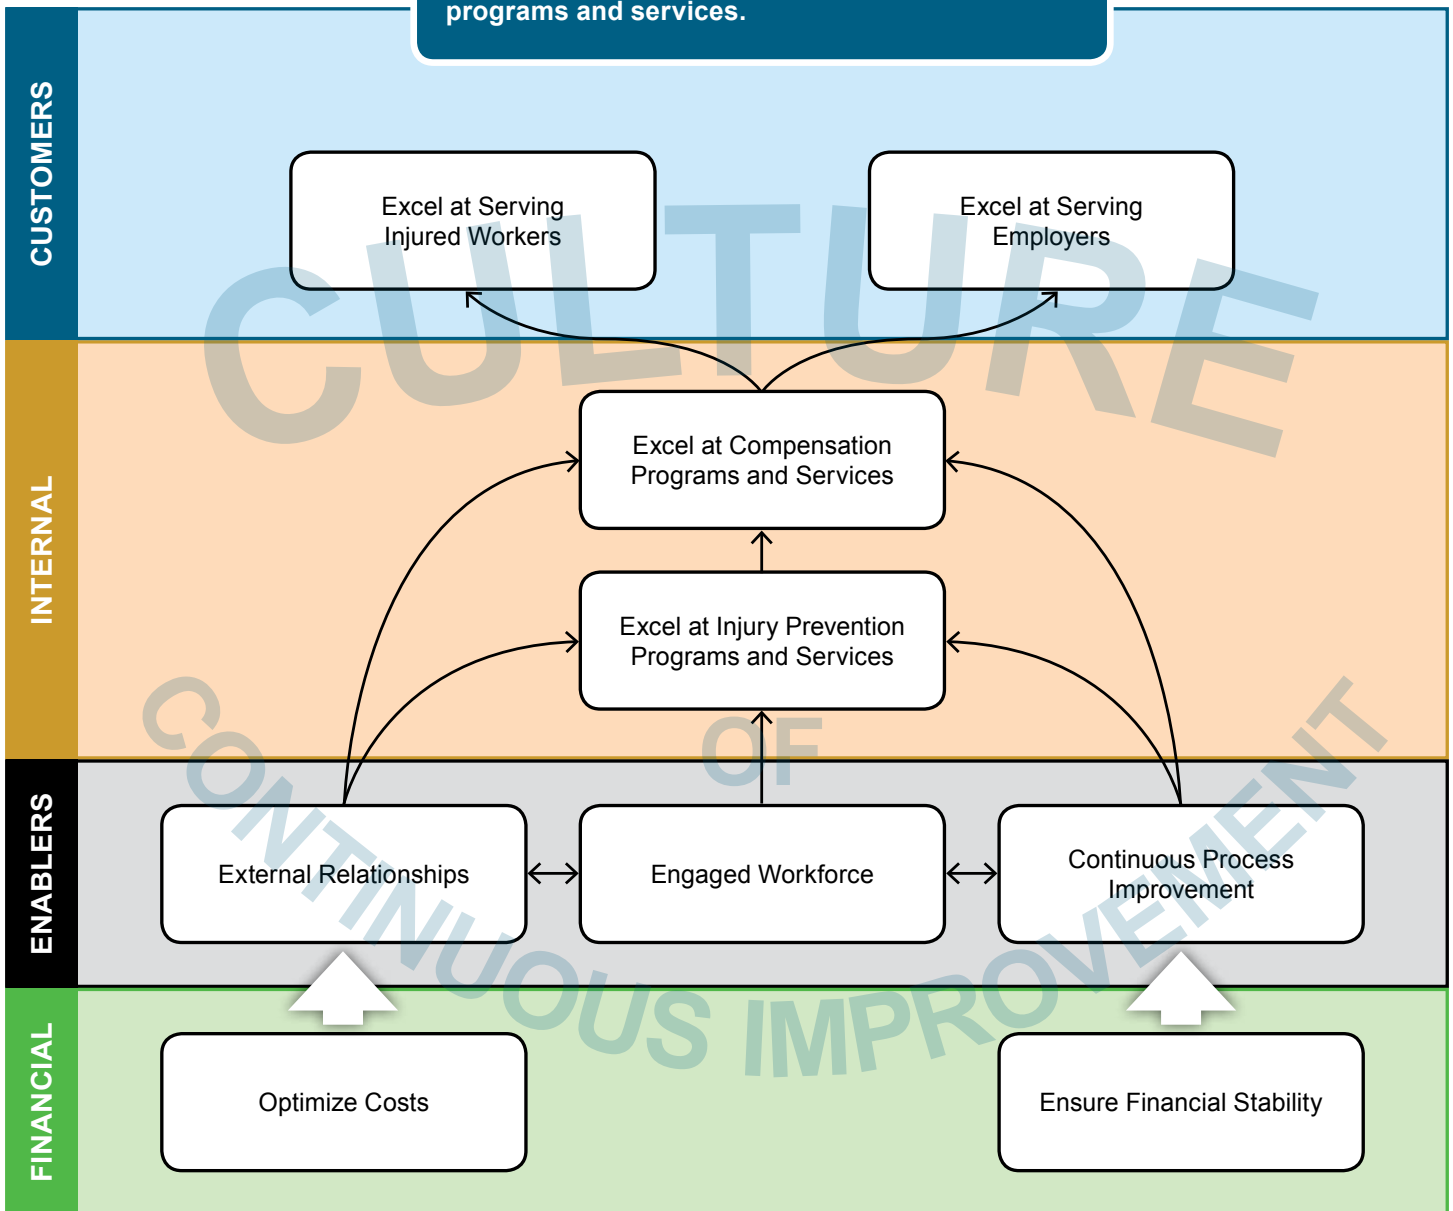 programs and services.
CUSTOMERS
Excel at Serving
Injured Workers
Excel at Serving
Employers
CULTURE
INTERNAL
Excel at Compensation
Programs and Services
Excel at Injury Prevention
Programs and Services
OF
CONTINUOUS IMPROVEMENT
ENABLERS
External Relationships
Engaged Workforce
Continuous Process
Improvement
FINANCIAL
Optimize Costs
Ensure Financial Stability